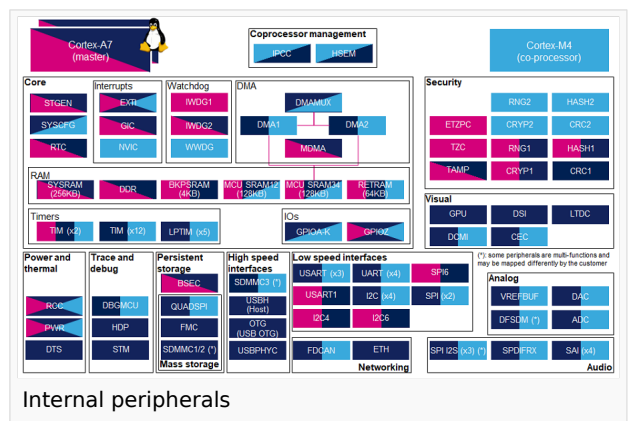 Cortex-A7
(master)
Coprocessor management
IPCC
HSEM
Cortex-M4
(co-processor)
Core
STGEN
SYSCFG
RTC
Interrupts
EXTI
GIC
NVIC
Watchdog
IWDG1
IWDG2
WWDG
DMA
DMAMUX
DMA1
DMA2
MDMA
Security
RNG2
HASH2
ETZPC
CRYP2
CRC2
TZC
RNG1
HASH1
TAMP
CRYP1
CRC1
RAM
SYSRAM
(256KB)
DDR
BKPSRAM
(4KB)
MCU SRAM12
(128KB)
MCU SRAM34
(128KB)
RETRAM
(64KB)
Timers
TIM (x2)
TIM (x12)
LPTIM (x5)
IOs
GPIOA-K
GPIOZ
Visual
GPU
DSI
LTDC
DCMI
CEC
(*): some peripherals are multi-functions and
may be mapped differently by the customer
Power and
thermal
RCC
PWR
DTS
Trace and
debug
DBGMCU
HDP
STM
Persistent
storage
BSEC
QUADSPI
FMC
SDMMC1/2 (*)
Mass storage
High speed
interfaces
SDMMC3 (*)
USBH
(Host)
OTG
(USB OTG)
USBPHYC
Low speed interfaces
USART (x3)
UART (x4)
SPI6
USART1
I2C (x4)
SPI (x2)
I2C4
I2C6
FDCAN
ETH
Networking
Analog
VREFBUF
DAC
DFSDM (*)
ADC
SPI I2S (x3) (*)
SPDIFRX
SAI (x4)
Audio
Internal peripherals